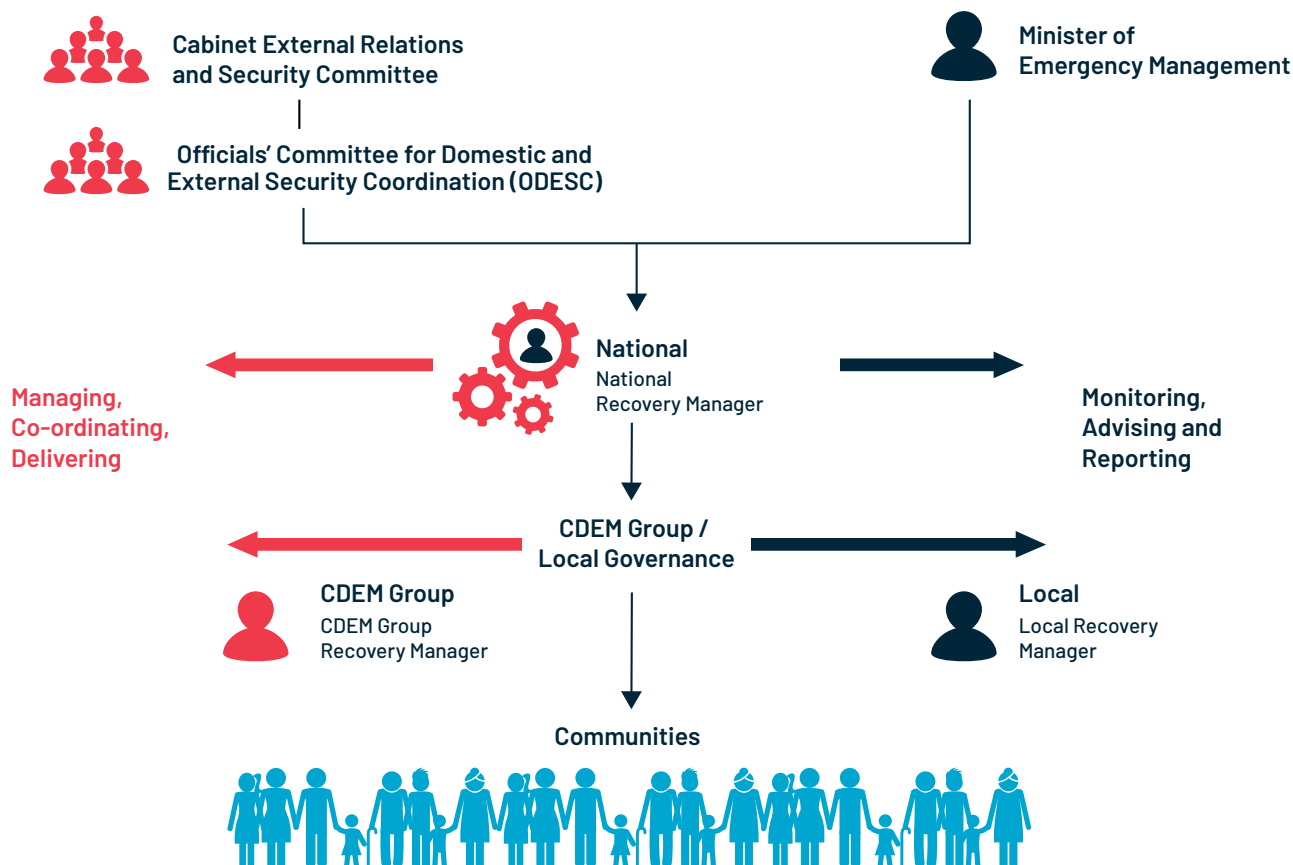 Cabinet External Relations
and Security Committee
Minister of
Emergency Management
Officials’ Committee for Domestic and
External Security Coordination (ODESC)
National
National
Recovery Manager
Managing,
Co-ordinating,
Delivering
Monitoring,
Advising and
Reporting
CDEM Group /
Local Governance
CDEM Group
CDEM Group
Recovery Manager
Local
Local Recovery
Manager
Communities